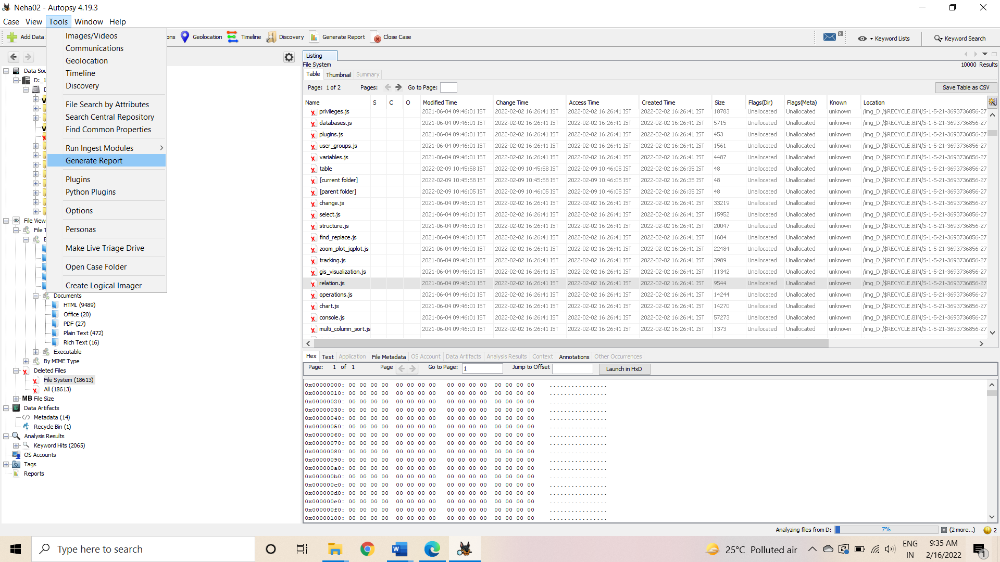 Neha02 - Autopsy 4.19.3
Case View Tools Window Help
Add Data
ons Geolocation Timeline Discovery Generate Report Close Case
8 Keyword Lists Keyword Search
Images/Videos
Communications
Geolocation
Timeline
Discovery
File Search by Attributes
Search Central Repository
Find Common Properties
Run Ingest Modules
Generate Report
Plugins
Python Plugins
Options
Personas
Make Live Triage Drive
Open Case Folder
Create Logical Imager
Data Sou
D:_1
File View
File T
Documents
HTML (9489)
Office (20)
PDF (27)
Plain Text (472)
Rich Text (16)
Executable
By MIME Type
Deleted Files
File System (18613)
All (18613)
MB File Size
Data Artifacts
Metadata (14)
Recycle Bin (1)
Analysis Results
Keyword Hits (2065)
OS Accounts
Tags
Reports
Listing
File System
10000 Results
Table Thumbnail Summary
Page: 1 of 2 Pages: Go to Page: Save Table as CSV
Name S C O Modified Time Change Time Access Time Created Time Size Flags(Dir) Flags(Meta) Known Location
privileges.js 2021-06-04 09:46:01 IST 2022-02-02 16:26:41 IST 2022-02-02 16:26:41 IST 2022-02-02 16:26:41 IST 18783 Unallocated Unallocated unknown /img_D:/$RECYCLE.BIN/S-1-5-21-3693736856-27
databases.js 2021-06-04 09:46:01 IST 2022-02-02 16:26:41 IST 2022-02-02 16:26:41 IST 2022-02-02 16:26:41 IST 5715 Unallocated Unallocated unknown /img_D:/$RECYCLE.BIN/S-1-5-21-3693736856-27
plugins.js 2021-06-04 09:46:01 IST 2022-02-02 16:26:41 IST 2022-02-02 16:26:41 IST 2022-02-02 16:26:41 IST 453 Unallocated Unallocated unknown /img_D:/$RECYCLE.BIN/S-1-5-21-3693736856-27
user_groups.js 2021-06-04 09:46:01 IST 2022-02-02 16:26:41 IST 2022-02-02 16:26:41 IST 2022-02-02 16:26:41 IST 1561 Unallocated Unallocated unknown /img_D:/$RECYCLE.BIN/S-1-5-21-3693736856-27
variables.js 2021-06-04 09:46:01 IST 2022-02-02 16:26:41 IST 2022-02-02 16:26:41 IST 2022-02-02 16:26:41 IST 4487 Unallocated Unallocated unknown /img_D:/$RECYCLE.BIN/S-1-5-21-3693736856-27
table 2022-02-09 10:45:58 IST 2022-02-09 10:45:58 IST 2022-02-09 10:46:05 IST 2022-02-02 16:26:35 IST 48 Unallocated Unallocated unknown /img_D:/$RECYCLE.BIN/S-1-5-21-3693736856-27
[current folder] 2022-02-09 10:45:58 IST 2022-02-09 10:45:58 IST 2022-02-09 10:46:05 IST 2022-02-02 16:26:35 IST 48 Unallocated Unallocated unknown /img_D:/$RECYCLE.BIN/S-1-5-21-3693736856-27
[parent folder] 2022-02-09 10:46:05 IST 2022-02-09 10:46:05 IST 2022-02-09 10:46:05 IST 2022-02-02 16:26:35 IST 48 Unallocated Unallocated unknown /img_D:/$RECYCLE.BIN/S-1-5-21-3693736856-27
change.js 2021-06-04 09:46:01 IST 2022-02-02 16:26:41 IST 2022-02-02 16:26:41 IST 2022-02-02 16:26:41 IST 33219 Unallocated Unallocated unknown /img_D:/$RECYCLE.BIN/S-1-5-21-3693736856-27
select.js 2021-06-04 09:46:01 IST 2022-02-02 16:26:41 IST 2022-02-02 16:26:41 IST 2022-02-02 16:26:41 IST 15952 Unallocated Unallocated unknown /img_D:/$RECYCLE.BIN/S-1-5-21-3693736856-27
structure.js 2021-06-04 09:46:01 IST 2022-02-02 16:26:41 IST 2022-02-02 16:26:41 IST 2022-02-02 16:26:41 IST 20047 Unallocated Unallocated unknown /img_D:/$RECYCLE.BIN/S-1-5-21-3693736856-27
find_replace.js 2021-06-04 09:46:01 IST 2022-02-02 16:26:41 IST 2022-02-02 16:26:41 IST 2022-02-02 16:26:41 IST 1604 Unallocated Unallocated unknown /img_D:/$RECYCLE.BIN/S-1-5-21-3693736856-27
zoom_plot_jqplot.js 2021-06-04 09:46:01 IST 2022-02-02 16:26:41 IST 2022-02-02 16:26:41 IST 2022-02-02 16:26:41 IST 22484 Unallocated Unallocated unknown /img_D:/$RECYCLE.BIN/S-1-5-21-3693736856-27
tracking.js 2021-06-04 09:46:01 IST 2022-02-02 16:26:41 IST 2022-02-02 16:26:41 IST 2022-02-02 16:26:41 IST 3989 Unallocated Unallocated unknown /img_D:/$RECYCLE.BIN/S-1-5-21-3693736856-27
gis_visualization.js 2021-06-04 09:46:01 IST 2022-02-02 16:26:41 IST 2022-02-02 16:26:41 IST 2022-02-02 16:26:41 IST 11342 Unallocated Unallocated unknown /img_D:/$RECYCLE.BIN/S-1-5-21-3693736856-27
relation.js 2021-06-04 09:46:01 IST 2022-02-02 16:26:41 IST 2022-02-02 16:26:41 IST 2022-02-02 16:26:41 IST 9544 Unallocated Unallocated unknown /img_D:/$RECYCLE.BIN/S-1-5-21-3693736856-27
operations.js 2021-06-04 09:46:01 IST 2022-02-02 16:26:41 IST 2022-02-02 16:26:41 IST 2022-02-02 16:26:41 IST 14244 Unallocated Unallocated unknown /img_D:/$RECYCLE.BIN/S-1-5-21-3693736856-27
chart.js 2021-06-04 09:46:01 IST 2022-02-02 16:26:41 IST 2022-02-02 16:26:41 IST 2022-02-02 16:26:41 IST 14270 Unallocated Unallocated unknown /img_D:/$RECYCLE.BIN/S-1-5-21-3693736856-27
console.js 2021-06-04 09:46:01 IST 2022-02-02 16:26:41 IST 2022-02-02 16:26:41 IST 2022-02-02 16:26:41 IST 57273 Unallocated Unallocated unknown /img_D:/$RECYCLE.BIN/S-1-5-21-3693736856-27
multi_column_sort.js 2021-06-04 09:46:01 IST 2022-02-02 16:26:41 IST 2022-02-02 16:26:41 IST 2022-02-02 16:26:41 IST 1373 Unallocated Unallocated unknown /img_D:/$RECYCLE.BIN/S-1-5-21-3693736856-27
Hex Text Application File Metadata OS Account Data Artifacts Analysis Results Context Annotations Other Occurrences
Page: 1 of 1 Page Go to Page: 1 Jump to Offset Launch in HxD
0x00000000: 00 00 00 00 00 00 00 00 00 00 00 00 00 00 00 00 ................
0x00000010: 00 00 00 00 00 00 00 00 00 00 00 00 00 00 00 00 ................
0x00000020: 00 00 00 00 00 00 00 00 00 00 00 00 00 00 00 00 ................
0x00000030: 00 00 00 00 00 00 00 00 00 00 00 00 00 00 00 00 ................
0x00000040: 00 00 00 00 00 00 00 00 00 00 00 00 00 00 00 00 ................
0x00000050: 00 00 00 00 00 00 00 00 00 00 00 00 00 00 00 00 ................
0x00000060: 00 00 00 00 00 00 00 00 00 00 00 00 00 00 00 00 ................
0x00000070: 00 00 00 00 00 00 00 00 00 00 00 00 00 00 00 00 ................
0x00000080: 00 00 00 00 00 00 00 00 00 00 00 00 00 00 00 00 ................
0x00000090: 00 00 00 00 00 00 00 00 00 00 00 00 00 00 00 00 ................
0x000000a0: 00 00 00 00 00 00 00 00 00 00 00 00 00 00 00 00 ................
0x000000b0: 00 00 00 00 00 00 00 00 00 00 00 00 00 00 00 00 ................
0x000000c0: 00 00 00 00 00 00 00 00 00 00 00 00 00 00 00 00 ................
0x000000d0: 00 00 00 00 00 00 00 00 00 00 00 00 00 00 00 00 ................
0x000000e0: 00 00 00 00 00 00 00 00 00 00 00 00 00 00 00 00 ................
0x000000f0: 00 00 00 00 00 00 00 00 00 00 00 00 00 00 00 00 ................
0x00000100: 00 00 00 00 00 00 00 00 00 00 00 00 00 00 00 00 ................
Analyzing files from D: 7% (2 more...) 2
Type here to search
25°C Polluted air
ENG
IN
9:35 AM
2/16/2022
1